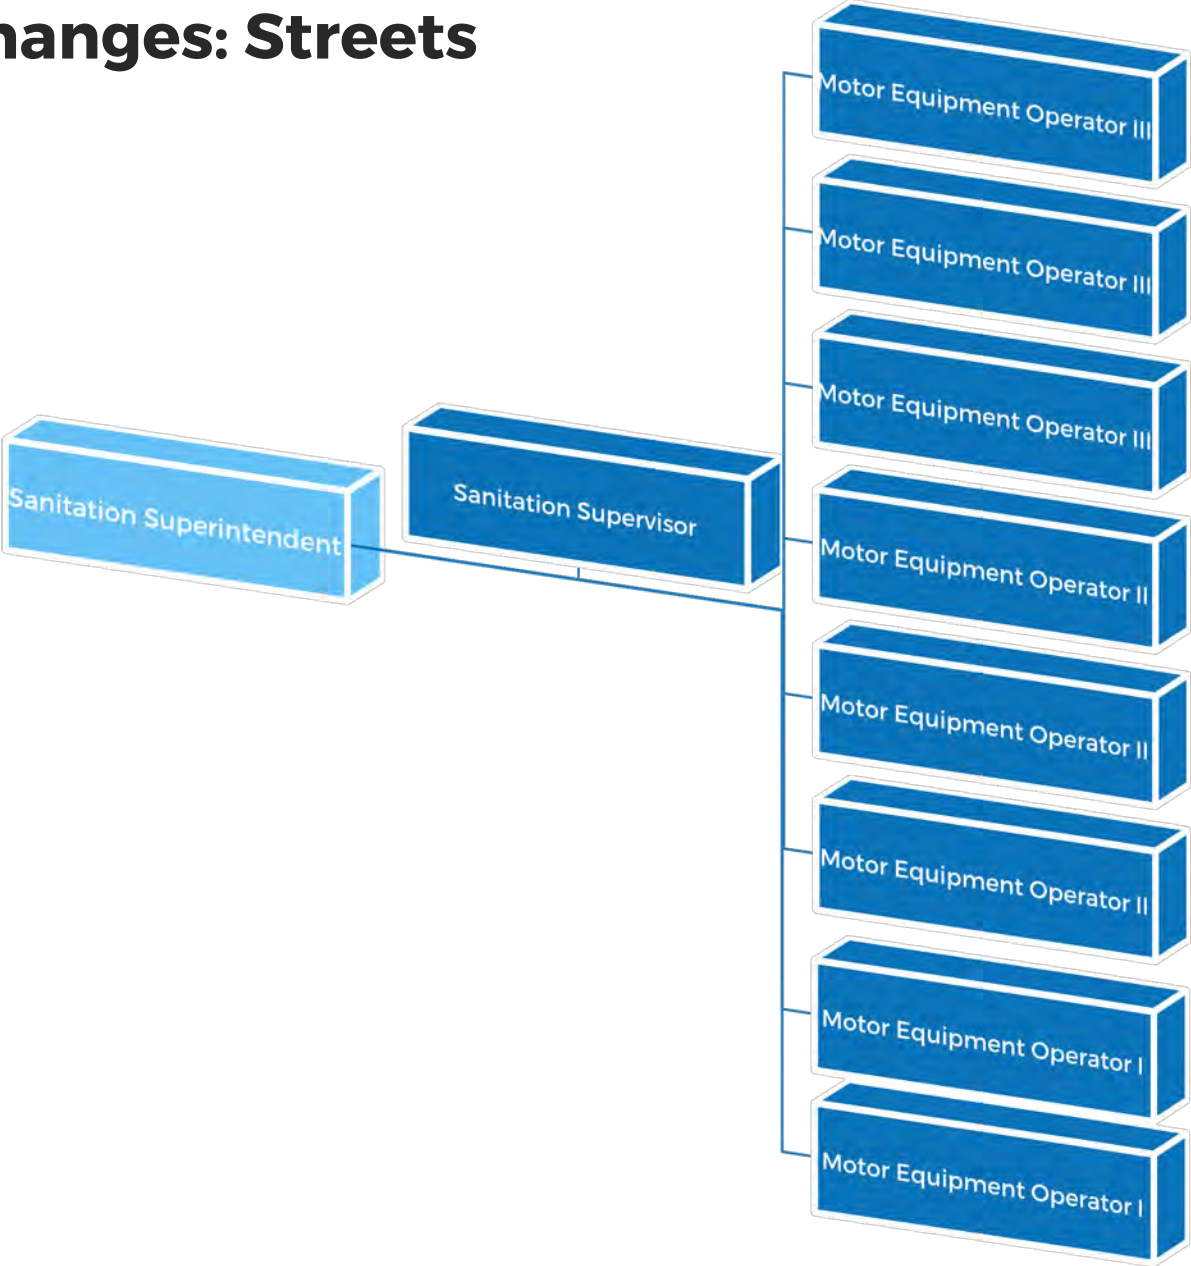 hanges: Streets
Motor Equipment Operator III
Motor Equipment Operator III
Motor Equipment Operator III
Sanitation Superintendent
Sanitation Supervisor
Motor Equipment Operator II
Motor Equipment Operator II
Motor Equipment Operator II
Motor Equipment Operator I
Motor Equipment Operator I